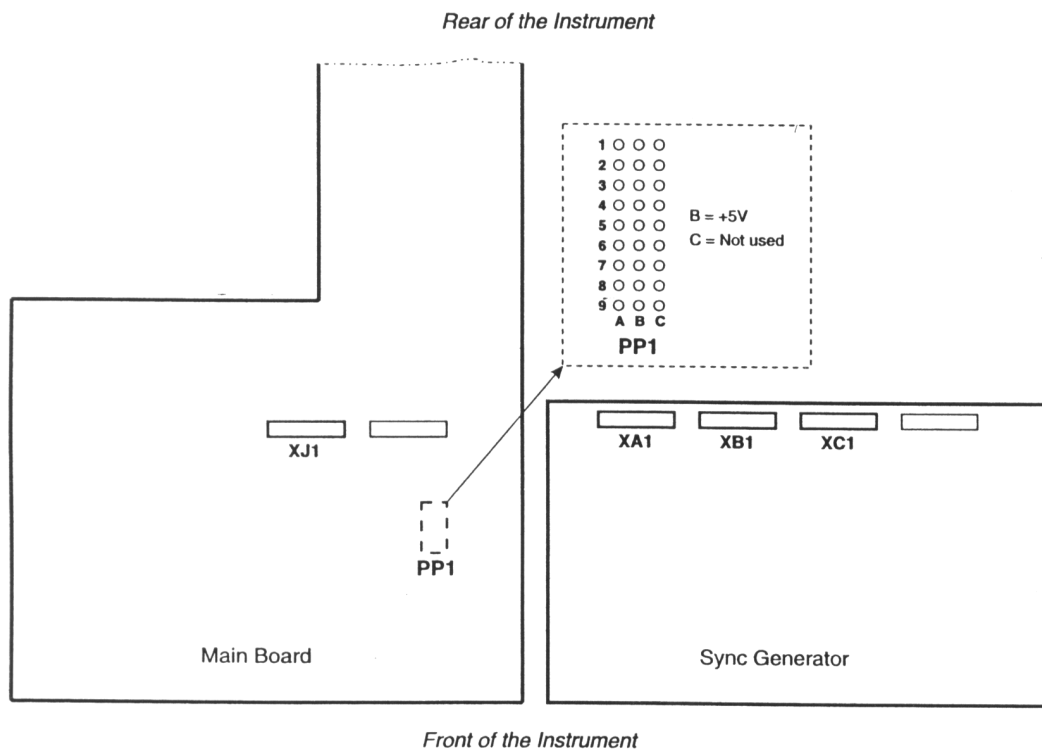 Rear of the Instrument
1
2
3
4
5
6
7
8
9
A B C
PP1
B = +5V
C = Not used
XJ1
PP1
XA1 XB1 XC1
Main Board
Sync Generator
Front of the Instrument